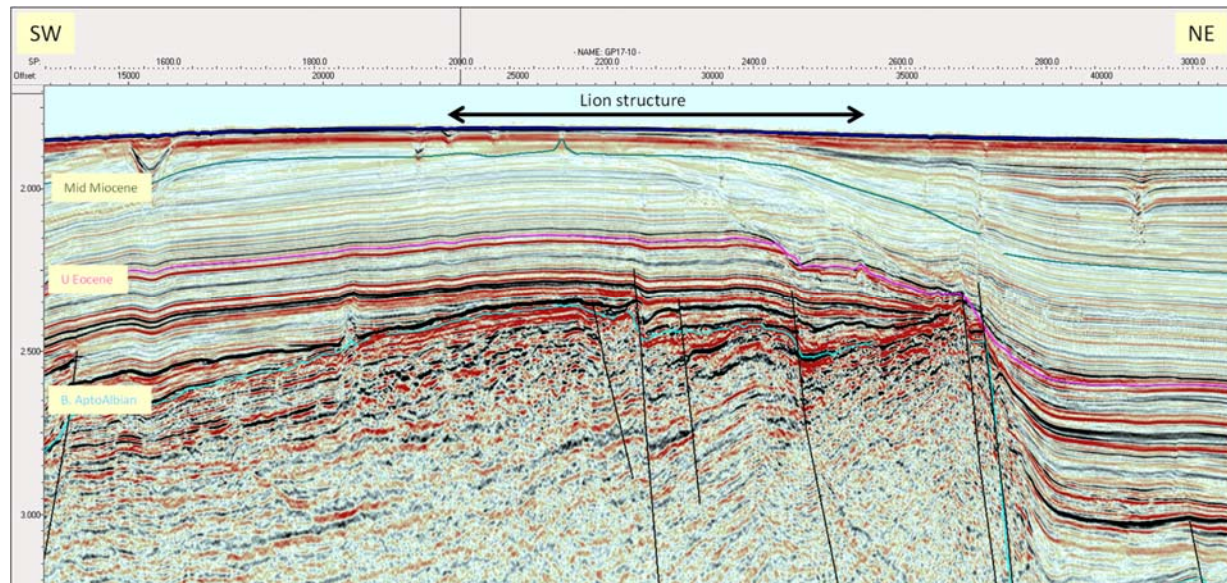 SW
NE
- NAME: GP17-10 -
SP: 1600.0 1800.0 2000.0 2200.0 2400.0 2600.0 2800.0 3000.0
Offset: 15000 20000 25000 30000 35000 40000
Lion structure
2.000
Mid Miocene
U Eocene
2.500
B. AptoAlbian
3.000